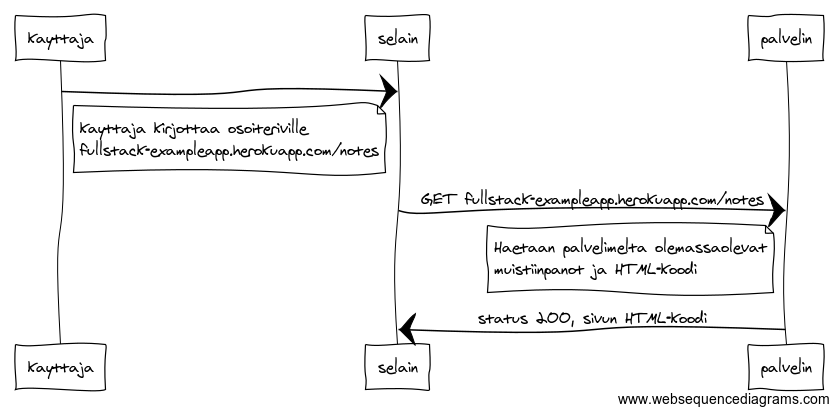 kayttaja
selain
palvelin
kayttaja kirjottaa osoiteriville
fullstack-exampleapp.herokuapp.com/notes
GET fullstack-exampleapp.herokuapp.com/notes
Haetaan palvelimelta olemassaolevat
muistiinpanot ja HTML-koodi
status 200, sivun HTML-koodi
kayttaja
selain
palvelin
www.websequencediagrams.com